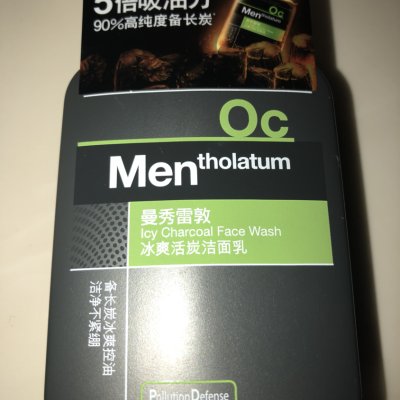 5倍吸油力
90%高纯度备长炭
Oc
Mentholatum
Oc
Mentholatum
曼秀雷敦
Icy Charcoal Face Wash
冰爽活炭洁面乳
备长炭冰爽控油
洁净不紧绷
Pollution Defense